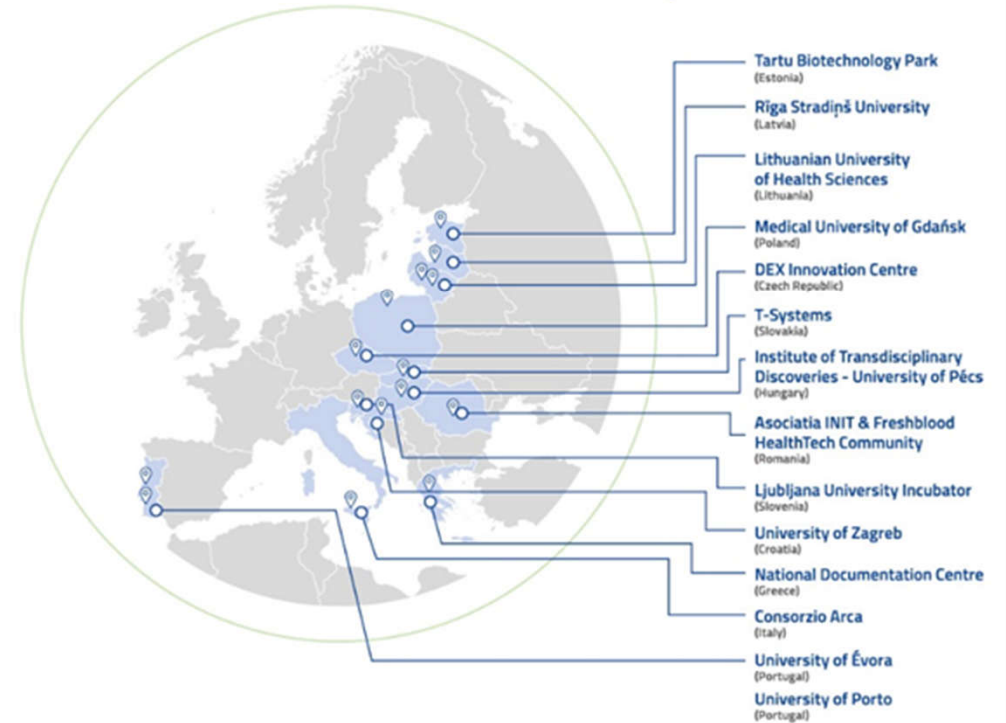 Tartu Biotechnology Park
(Estonia)
Rīga Stradiņš University
(Latvia)
Lithuanian University
of Health Sciences
(Lithuania)
Medical University of Gdańsk
(Poland)
DEX Innovation Centre
(Czech Republic)
T-Systems
(Slovakia)
Institute of Transdisciplinary
Discoveries - University of Pécs
(Hungary)
Asociatia INIT & Freshblood
HealthTech Community
(Romania)
Ljubljana University Incubator
(Slovenia)
University of Zagreb
(Croatia)
National Documentation Centre
(Greece)
Consorzio Arca
(Italy)
University of Évora
(Portugal)
University of Porto
(Portugal)